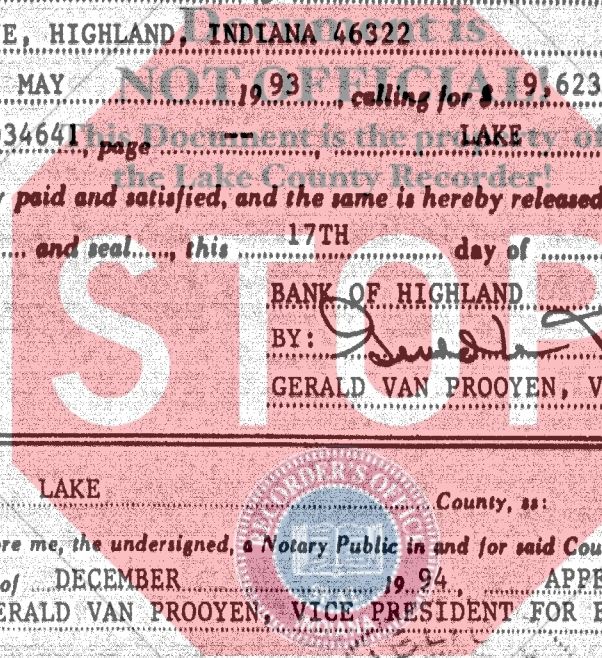 Document is
E, HIGHLAND, INDIANA 46322
NOT OFFICIAL!
MAY 19 93, calling for $ 9,623
This Document is the property of
034641, page --, LAKE
the Lake County Recorder!
paid and satisfied, and the same is hereby released
and seal....., this 17TH day of
STOP
BANK OF HIGHLAND
BY:
GERALD VAN PROOYEN, V
RECORDER'S OFFICE
LAKE County, ss:
re me, the undersigned, a Notary Public in and for said Cou
of DECEMBER 19 94, APPE
ERALD VAN PROOYEN, VICE PRESIDENT FOR
INDIANA